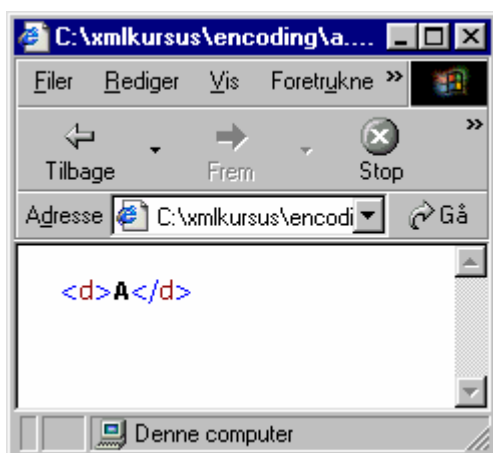 C:\xmlkursus\encoding\a....
Filer Rediger Vis Foretrukne »
Tilbage Frem Stop »
Adresse C:\xmlkursus\encodi Gå
<d>A</d>
Denne computer